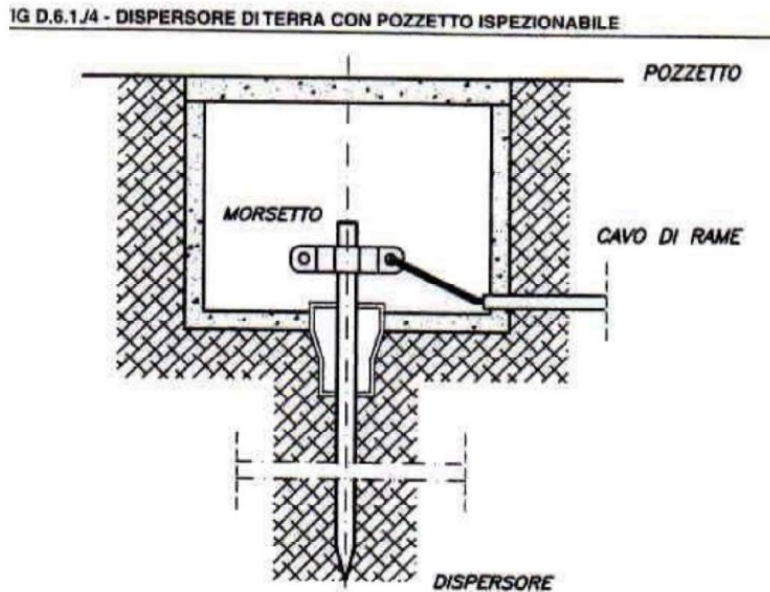 IG D.6.1./4 - DISPERSORE DI TERRA CON POZZETTO ISPEZIONABILE
POZZETTO
MORSETTO
CAVO DI RAME
DISPERSORE